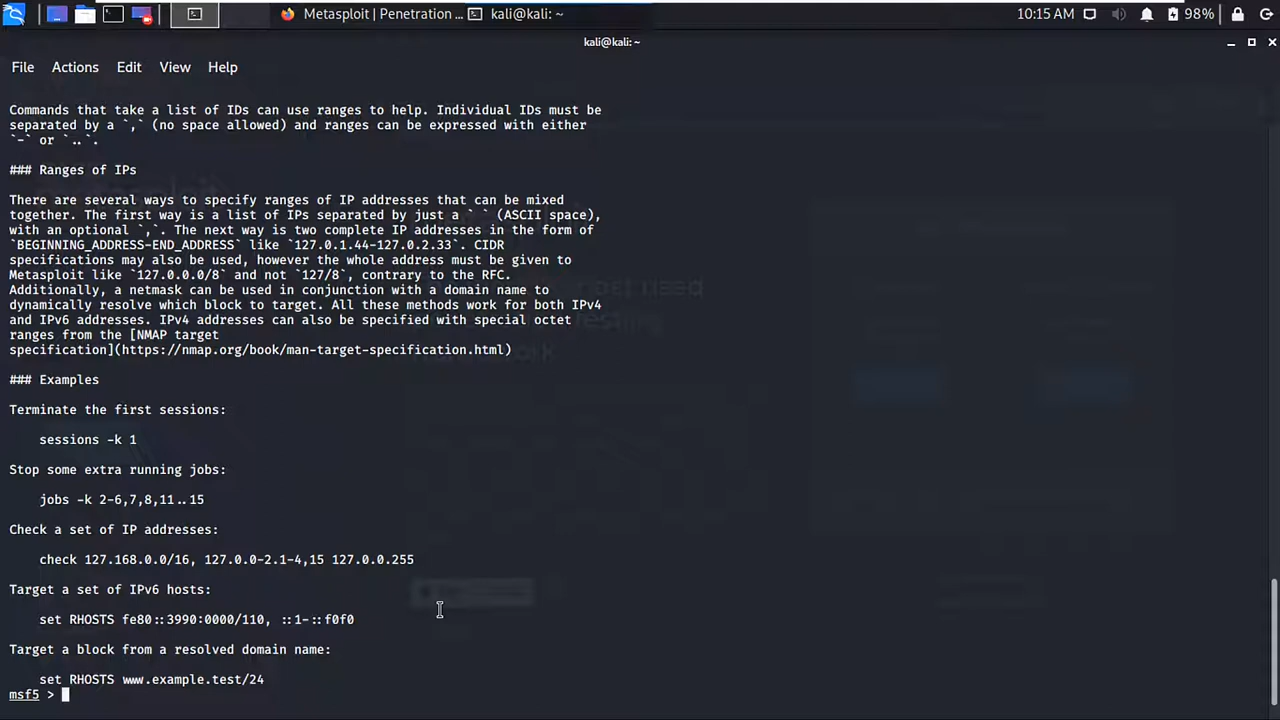 Metasploit | Penetration ...
kali@kali: ~
10:15 AM
98%
kali@kali: ~
File Actions Edit View Help
Commands that take a list of IDs can use ranges to help. Individual IDs must be
separated by a `,` (no space allowed) and ranges can be expressed with either
`-` or `..`.
### Ranges of IPs
There are several ways to specify ranges of IP addresses that can be mixed
together. The first way is a list of IPs separated by just a ` ` (ASCII space),
with an optional `,`. The next way is two complete IP addresses in the form of
`BEGINNING_ADDRESS-END_ADDRESS` like `127.0.1.44-127.0.2.33`. CIDR
specifications may also be used, however the whole address must be given to
Metasploit like `127.0.0.0/8` and not `127/8`, contrary to the RFC.
Additionally, a netmask can be used in conjunction with a domain name to
dynamically resolve which block to target. All these methods work for both IPv4
and IPv6 addresses. IPv4 addresses can also be specified with special octet
ranges from the [NMAP target
specification](https://nmap.org/book/man-target-specification.html)
### Examples
Terminate the first sessions:
sessions -k 1
Stop some extra running jobs:
jobs -k 2-6,7,8,11..15
Check a set of IP addresses:
check 127.168.0.0/16, 127.0.0-2.1-4,15 127.0.0.255
Target a set of IPv6 hosts:
set RHOSTS fe80::3990:0000/110, ::1-::f0f0
Target a block from a resolved domain name:
set RHOSTS www.example.test/24
msf5 >